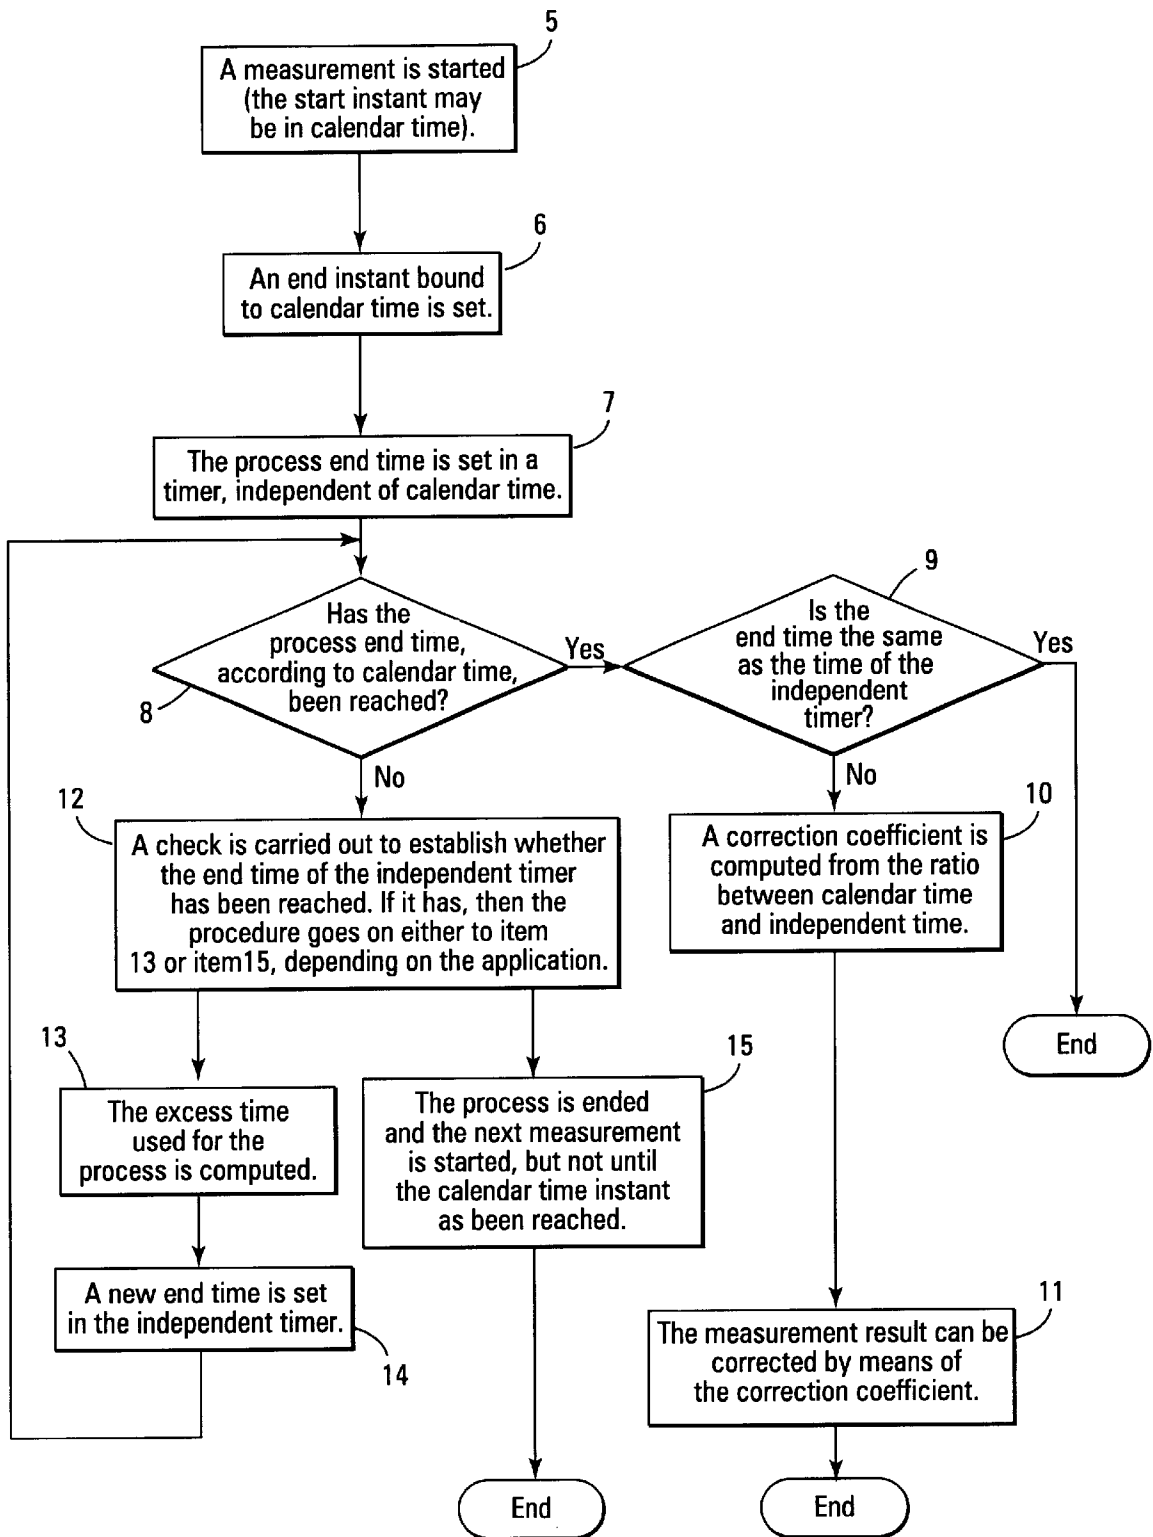 5
A measurement is started
(the start instant may
be in calendar time).
6
An end instant bound
to calendar time is set.
7
The process end time is set in a
timer, independent of calendar time.
8
Has the
process end time,
according to calendar time,
been reached?
Yes
No
9
Is the
end time the same
as the time of the
independent
timer?
Yes
No
12
A check is carried out to establish whether
the end time of the independent timer
has been reached. If it has, then the
procedure goes on either to item
13 or item15, depending on the application.
10
A correction coefficient is
computed from the ratio
between calendar time
and independent time.
End
13
The excess time
used for the
process is computed.
15
The process is ended
and the next measurement
is started, but not until
the calendar time instant
as been reached.
14
A new end time is set
in the independent timer.
11
The measurement result can be
corrected by means of
the correction coefficient.
End
End